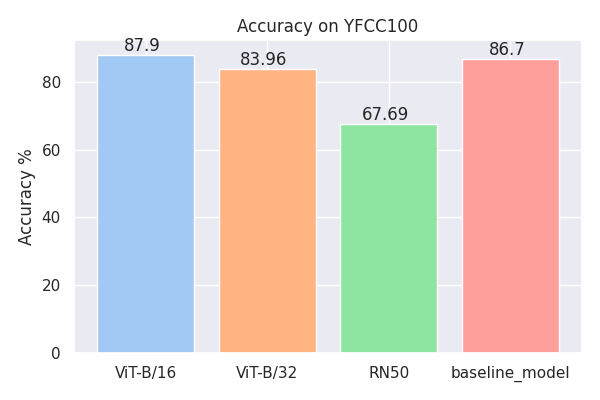 Accuracy on YFCC100
87.9
83.96
67.69
86.7
Accuracy %
80
60
40
20
0
ViT-B/16
ViT-B/32
RN50
baseline_model